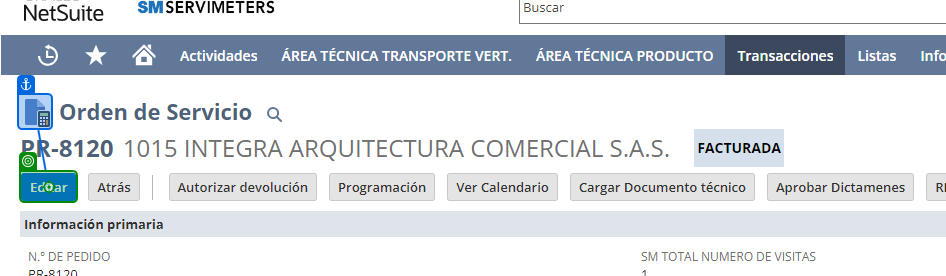 NetSuite
SM SERVIMETERS
Buscar
Actividades ÁREA TÉCNICA TRANSPORTE VERT. ÁREA TÉCNICA PRODUCTO Transacciones Listas
Orden de Servicio
PR-8120 1015 INTEGRA ARQUITECTURA COMERCIAL S.A.S. FACTURADA
Editar Atrás Autorizar devolución Programación Ver Calendario Cargar Documento técnico Aprobar Dictamenes
Información primaria
N.° DE PEDIDO SM TOTAL NUMERO DE VISITAS
PR-8120 1